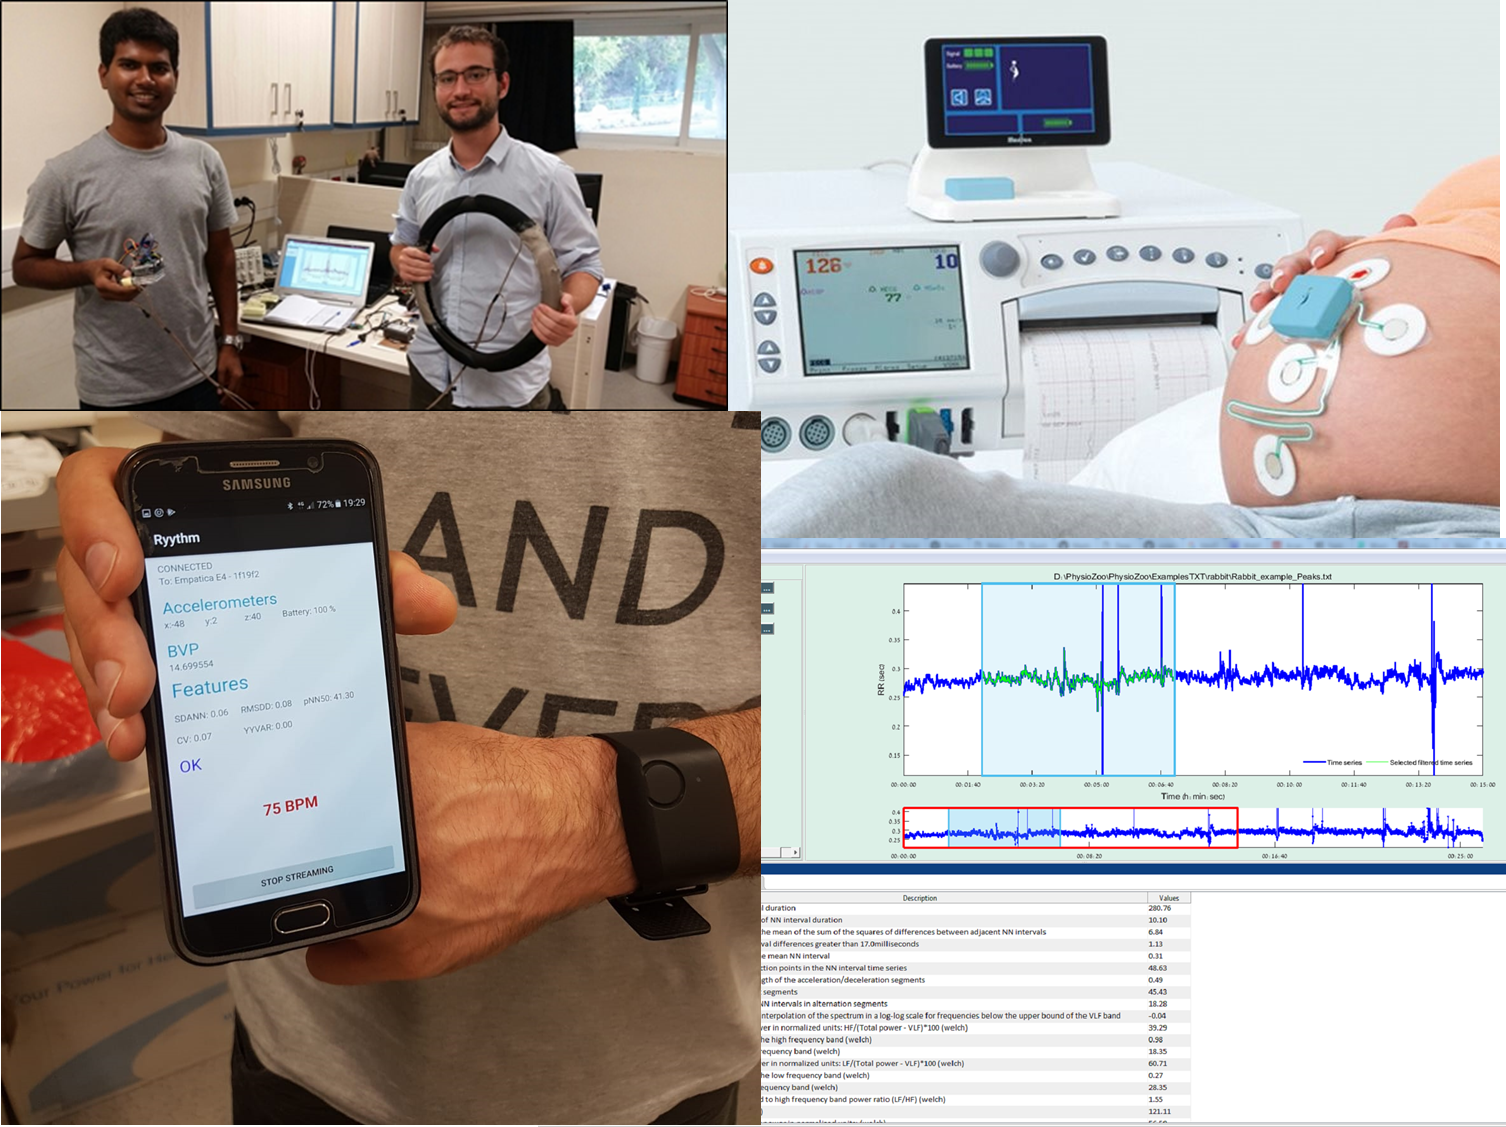 Signal
Battery
126
10
77
SAMSUNG
72% 19:29
Ryythm
CONNECTED
To: Empatica E4 - 1f19f2
Accelerometers
x:-48 y:2 z:40 Battery: 100 %
BVP
14.699554
Features
SDANN: 0.06 RMSDD: 0.08 pNN50: 41.30
CV: 0.07 YYVAR: 0.00
OK
75 BPM
STOP STREAMING
AND
EVER
our Power for He
D:\PhysioZoo\PhysioZoo\ExamplesTXT\rabbit\Rabbit_example_Peaks.txt
0.4
0.35
0.3
0.25
0.2
0.15
RR (sec)
Time series Selected filtered time series
00:00:00 00:01:40 00:03:20 00:05:00 00:06:40 00:08:20 00:10:00 00:11:40 00:13:20 00:15:00
Time (h: min: sec)
0.4
0.35
0.3
0.25
00:00:00 00:08:20 00:16:40 00:25:00
Description Values
l duration 280.76
of NN interval duration 10.10
the mean of the sum of the squares of differences between adjacent NN intervals 6.84
val differences greater than 17.0milliseconds 1.13
e mean NN interval 0.31
ction points in the NN interval time series 48.63
gth of the acceleration/deceleration segments 0.49
segments 45.43
NN intervals in alternation segments 18.28
interpolation of the spectrum in a log-log scale for frequencies below the upper bound of the VLF band -0.04
ver in normalized units: HF/(Total power - VLF)*100 (welch) 39.29
he high frequency band (welch) 0.98
requency band (welch) 18.35
er in normalized units: LF/(Total power - VLF)*100 (welch) 60.71
he low frequency band (welch) 0.27
equency band (welch) 28.35
d to high frequency band power ratio (LF/HF) (welch) 1.55
) 121.11